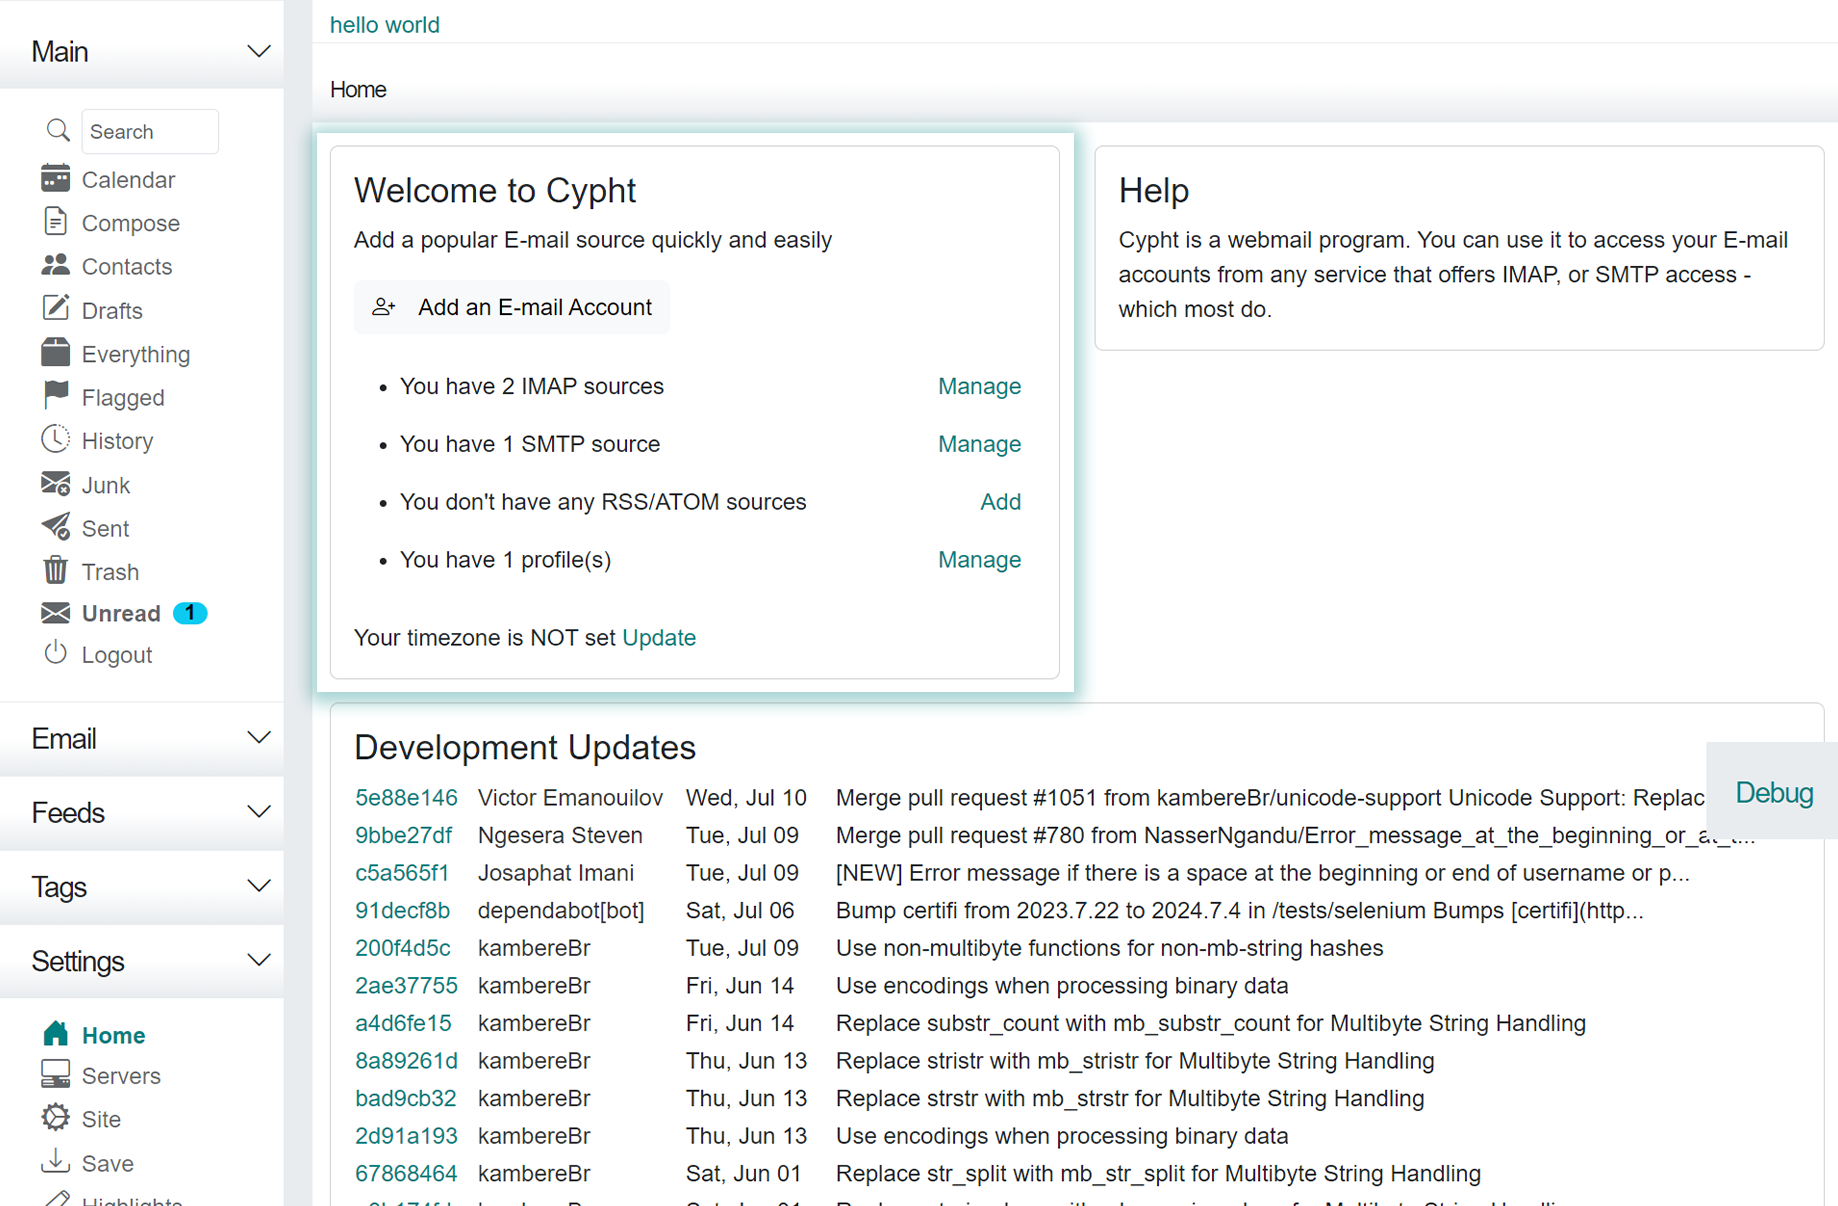 Main
Search
Calendar
Compose
Contacts
Drafts
Everything
Flagged
History
Junk
Sent
Trash
Unread 1
Logout
Email
Feeds
Tags
Settings
Home
Servers
Site
Save
Highlights
hello world
Home
Welcome to Cypht
Add a popular E-mail source quickly and easily
Add an E-mail Account
• You have 2 IMAP sources Manage
• You have 1 SMTP source Manage
• You don't have any RSS/ATOM sources Add
• You have 1 profile(s) Manage
Your timezone is NOT set Update
Help
Cypht is a webmail program. You can use it to access your E-mail
accounts from any service that offers IMAP, or SMTP access -
which most do.
Development Updates
5e88e146 Victor Emanouilov Wed, Jul 10 Merge pull request #1051 from kambereBr/unicode-support Unicode Support: Replac
9bbe27df Ngesera Steven Tue, Jul 09 Merge pull request #780 from NasserNgandu/Error_message_at_the_beginning_or_at_t...
c5a565f1 Josaphat Imani Tue, Jul 09 [NEW] Error message if there is a space at the beginning or end of username or p...
91decf8b dependabot[bot] Sat, Jul 06 Bump certifi from 2023.7.22 to 2024.7.4 in /tests/selenium Bumps [certifi](http...
200f4d5c kambereBr Tue, Jul 09 Use non-multibyte functions for non-mb-string hashes
2ae37755 kambereBr Fri, Jun 14 Use encodings when processing binary data
a4d6fe15 kambereBr Fri, Jun 14 Replace substr_count with mb_substr_count for Multibyte String Handling
8a89261d kambereBr Thu, Jun 13 Replace stristr with mb_stristr for Multibyte String Handling
bad9cb32 kambereBr Thu, Jun 13 Replace strstr with mb_strstr for Multibyte String Handling
2d91a193 kambereBr Thu, Jun 13 Use encodings when processing binary data
67868464 kambereBr Sat, Jun 01 Replace str_split with mb_str_split for Multibyte String Handling
Debug